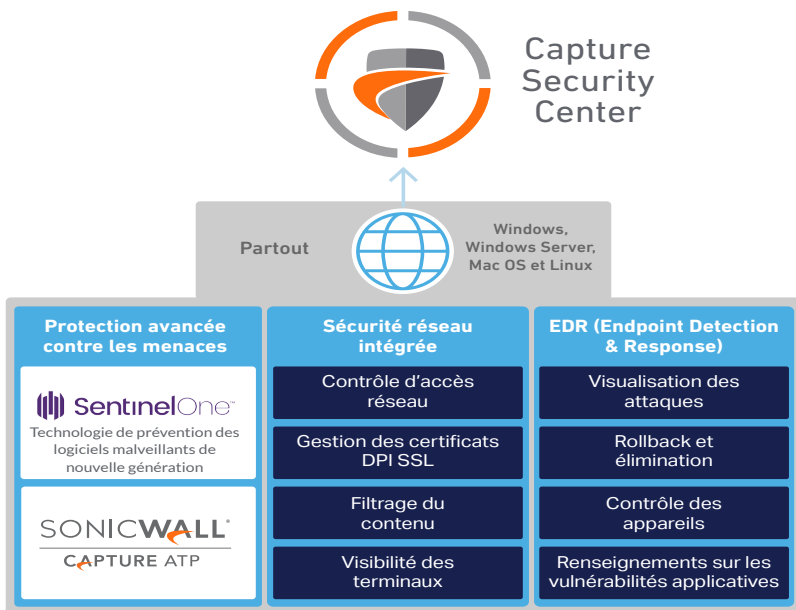 Capture
Security
Center
Partout
Windows,
Windows Server,
Mac OS et Linux
Protection avancée
contre les menaces
SentinelOne™
Technologie de prévention des
logiciels malveillants de
nouvelle génération
SONICWALL®
CAPTURE ATP
Sécurité réseau
intégrée
Contrôle d'accès
réseau
Gestion des certificats
DPI SSL
Filtrage du
contenu
Visibilité des
terminaux
EDR (Endpoint Detection
& Response)
Visualisation des
attaques
Rollback et
élimination
Contrôle des
appareils
Renseignements sur les
vulnérabilités applicatives